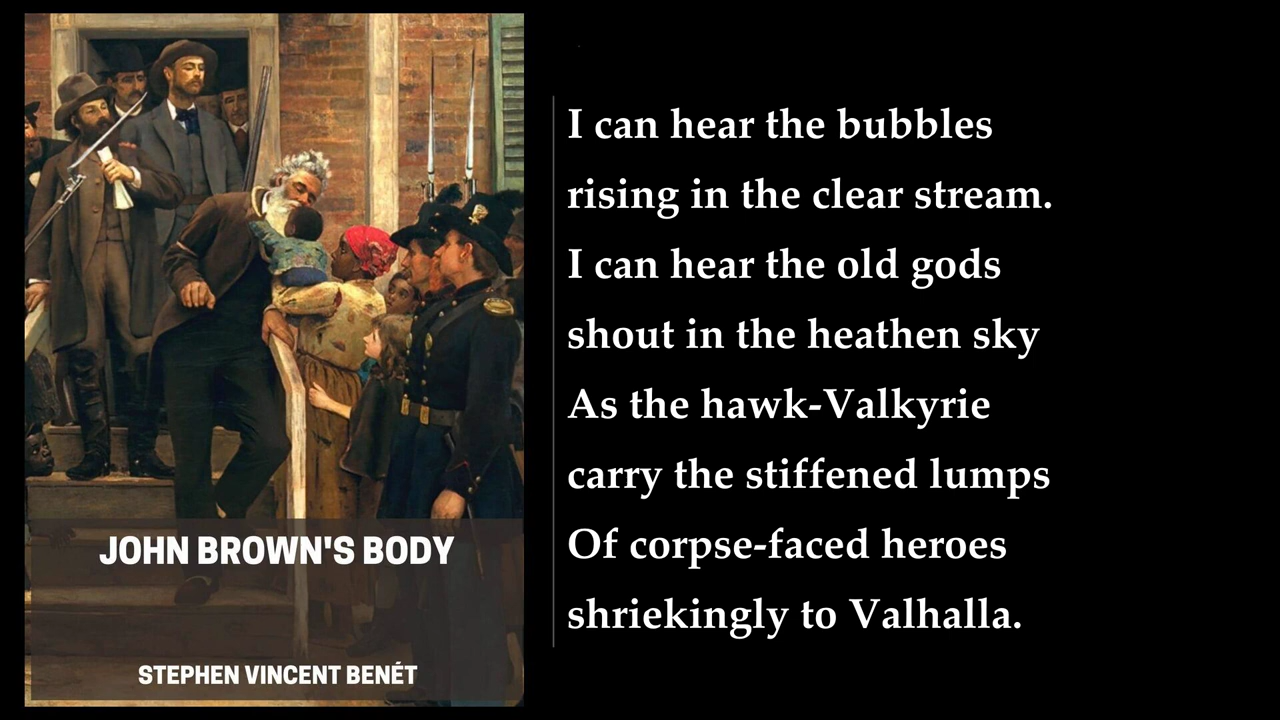 JOHN BROWN'S BODY
STEPHEN VINCENT BENÉT
I can hear the bubbles
rising in the clear stream.
I can hear the old gods
shout in the heathen sky
As the hawk-Valkyrie
carry the stiffened lumps
Of corpse-faced heroes
shriekingly to Valhalla.